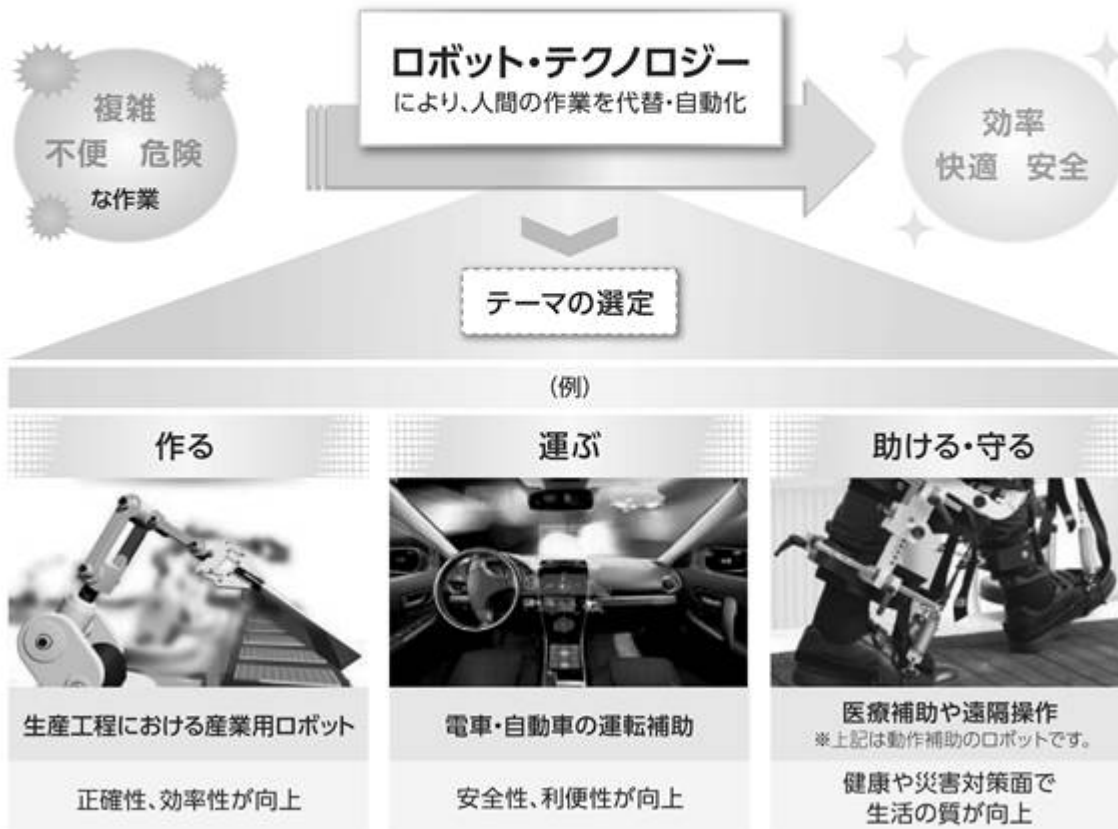 複雑
不便 危険
な作業
ロボット・テクノロジー
により、人間の作業を代替・自動化
効率
快適 安全
テーマの選定
(例)
作る
運ぶ
助ける・守る
生産工程における産業用ロボット
電車・自動車の運転補助
医療補助や遠隔操作
※上記は動作補助のロボットです。
正確性、効率性が向上
安全性、利便性が向上
健康や災害対策面で
生活の質が向上